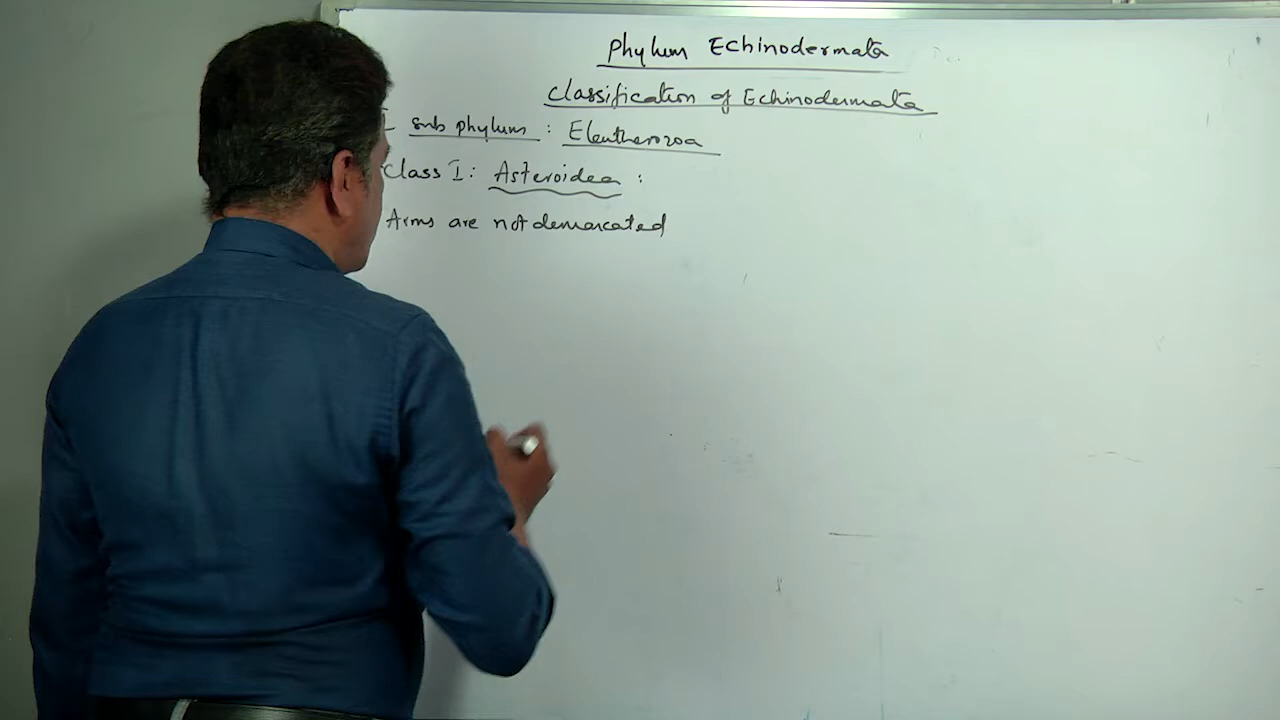 Phylum Echinodermata
Classification of Echinodermata
sub phylum : Eleutherozoa
Class I : Asteroidea :
Arms are not demarcated